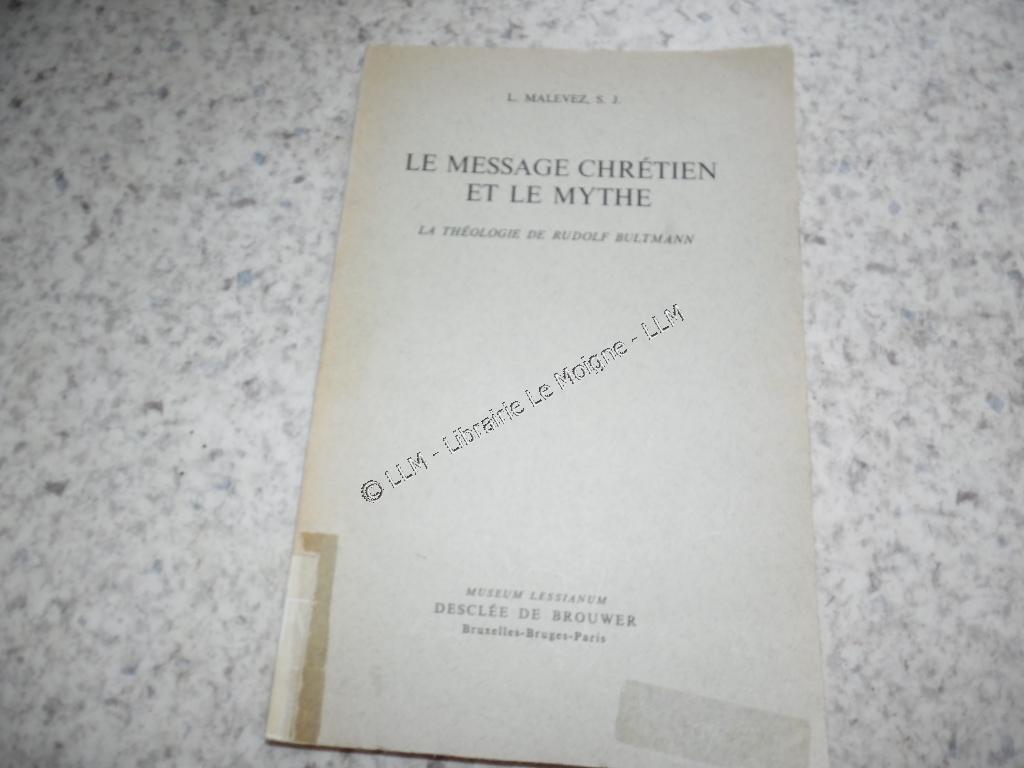 L. MALEVEZ, S. J.
LE MESSAGE CHRÉTIEN
ET LE MYTHE
LA THÉOLOGIE DE RUDOLF BULTMANN
© LLM - Librairie Le Moigne - LLM
MUSEUM LESSIANUM
DESCLÉE DE BROUWER
Bruxelles-Bruges-Paris